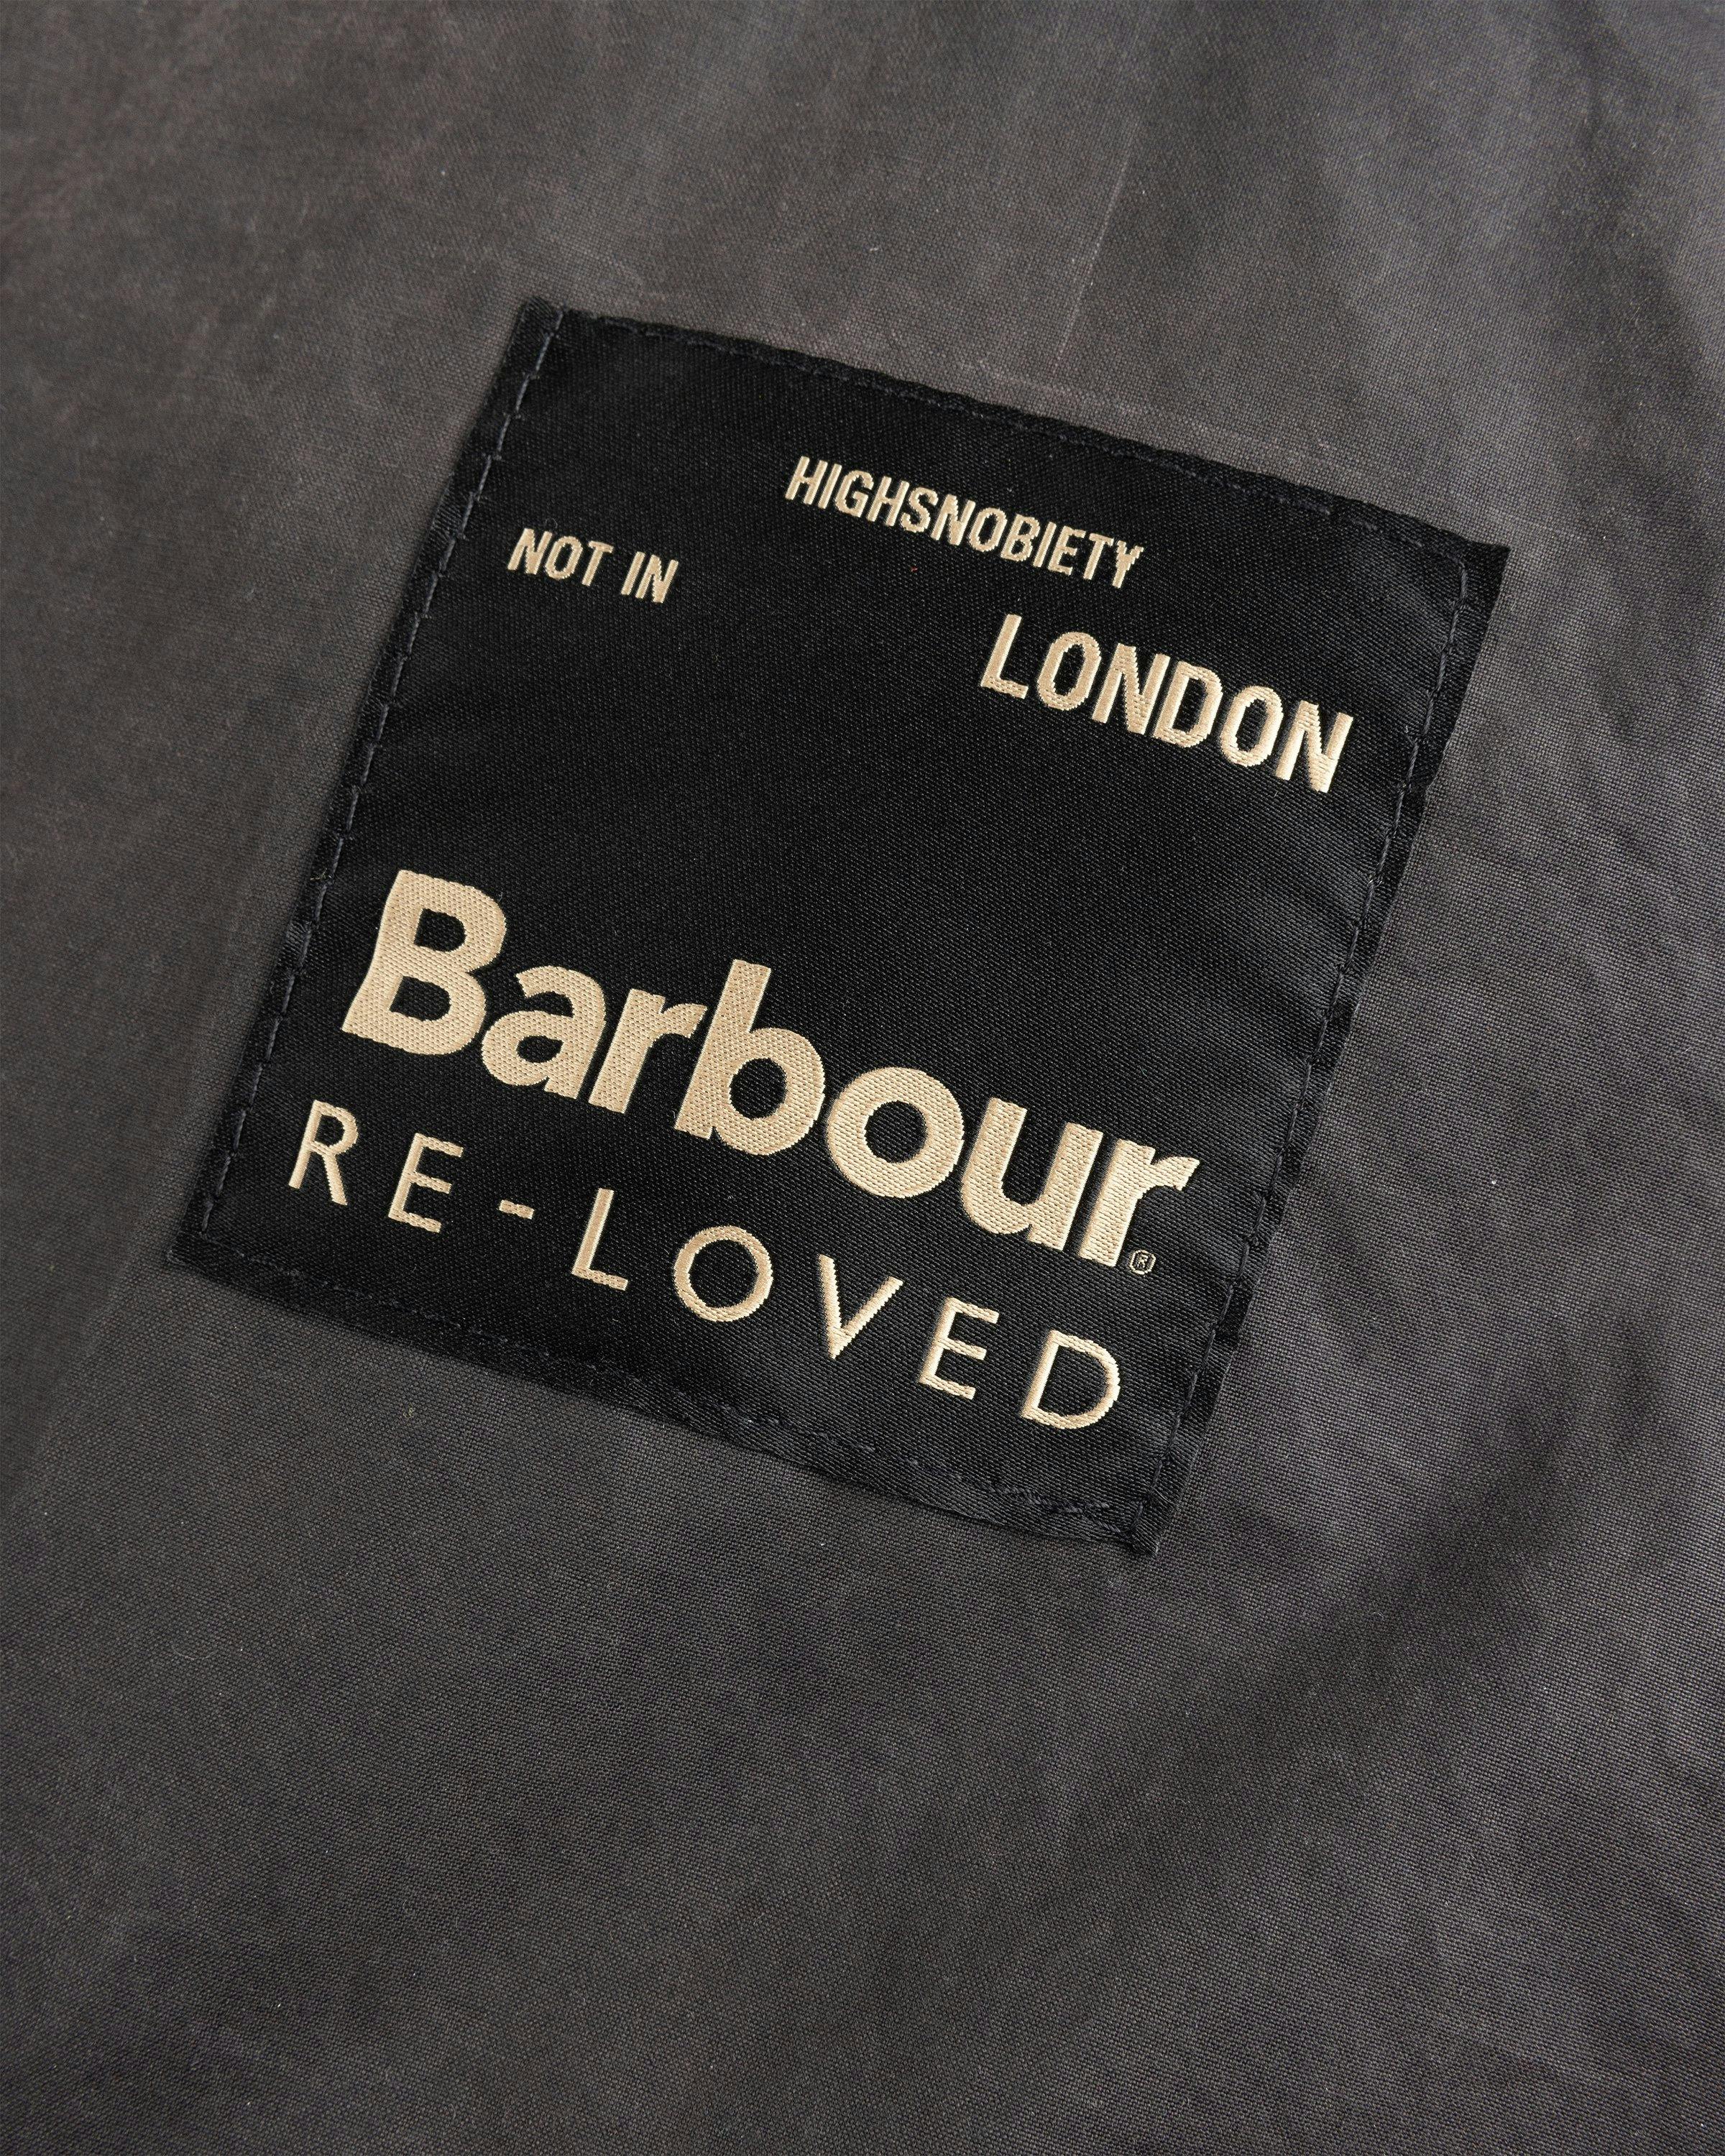 HIGHSNOBIETY
NOT IN
LONDON
Barbour®
RE-LOVED